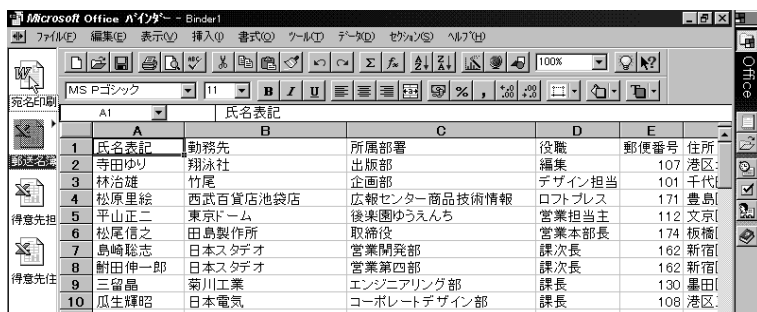 Microsoft Office バインダー - Binder1
ファイル(F) 編集(E) 表示(V) 挿入(I) 書式(O) ツール(T) データ(D) セクション(S) ヘルプ(H)
100%
MS Pゴシック 11 B I U
A1 氏名表記
A B C D E
1 氏名表記 勤務先 所属部署 役職 郵便番号 住所
2 寺田ゆり 翔泳社 出版部 編集 107 港区
3 林治雄 竹尾 企画部 デザイン担当 101 千代
4 松原里絵 西武百貨店池袋店 広報センター商品技術情報 ロフトプレス 171 豊島
5 平山正二 東京ドーム 後楽園ゆうえんち 営業担当主 112 文京
6 松尾信之 田島製作所 取締役 営業本部長 174 板橋
7 島崎聡志 日本スタデオ 営業開発部 課次長 162 新宿
8 鮒田伸一郎 日本スタデオ 営業第四部 課次長 162 新宿
9 三留晶 菊川工業 エンジニアリング部 課長 130 墨田
10 瓜生輝昭 日本電気 コーポレートデザイン部 課長 108 港区
宛名印刷
郵送名簿
得意先担
得意先住
Office